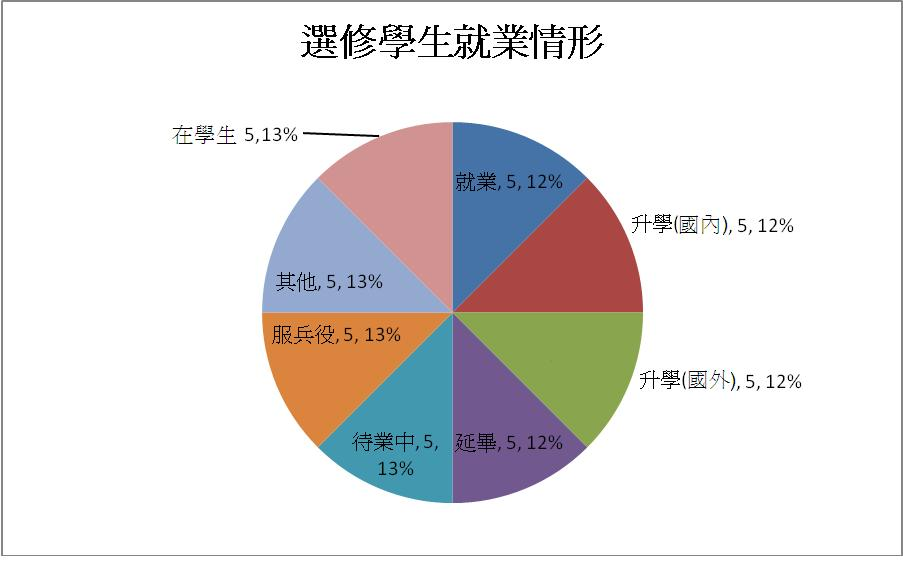 選修學生就業情形
在學生 5,13%
就業, 5, 12%
升學(國內), 5, 12%
其他, 5, 13%
服兵役, 5, 13%
升學(國外), 5, 12%
待業中, 5,
13%
延畢, 5, 12%